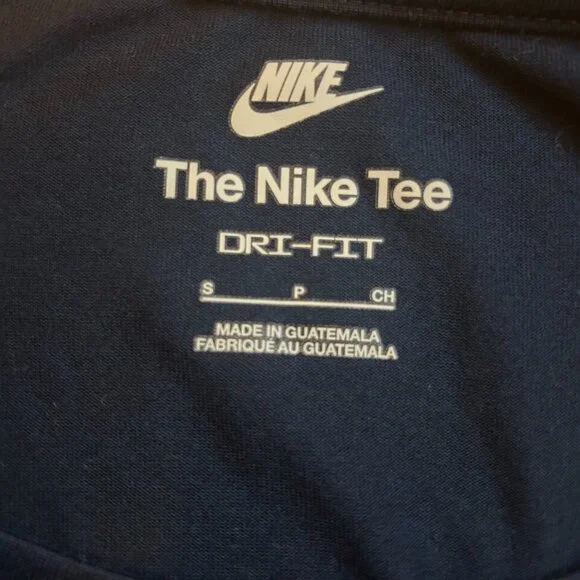 NIKE
The Nike Tee
DRI-FIT
S P CH
MADE IN GUATEMALA
FABRIQUÉ AU GUATEMALA